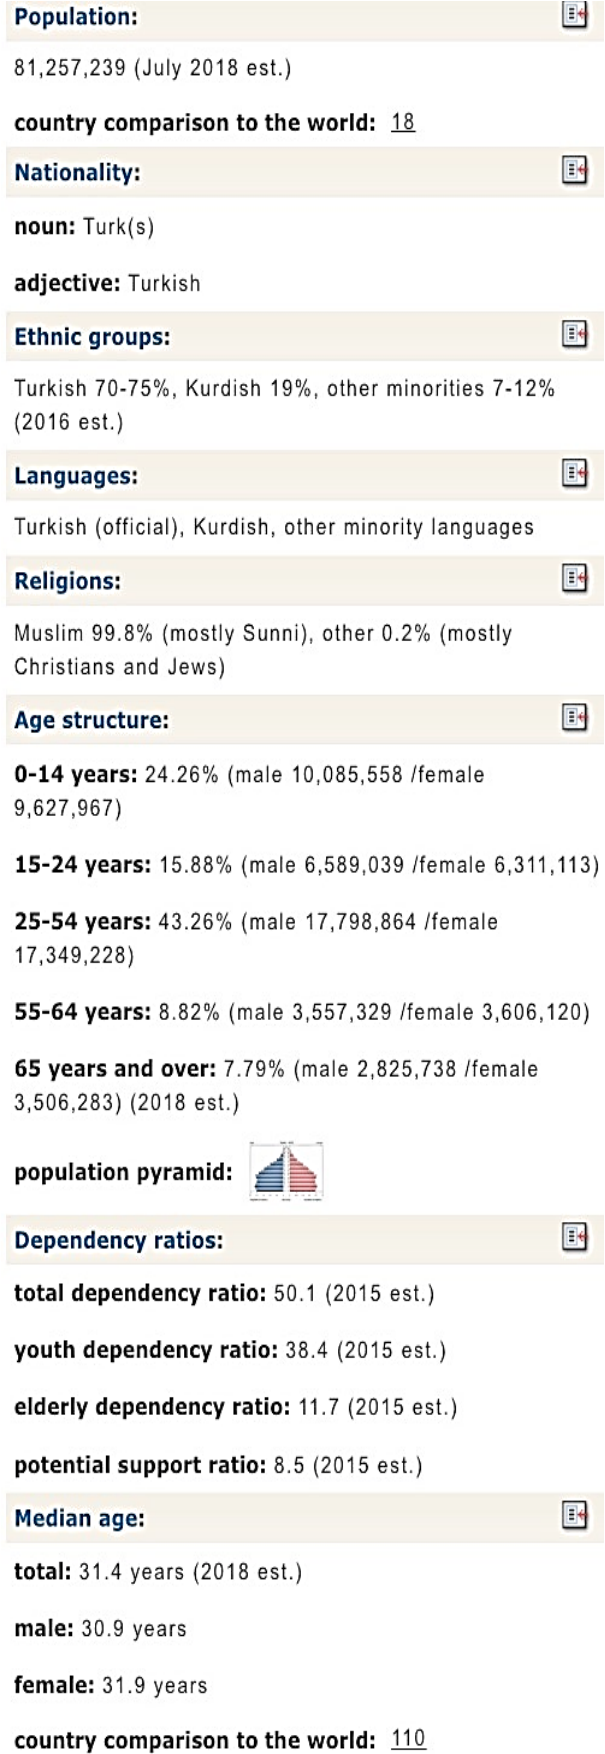 Population:
81,257,239 (July 2018 est.)
country comparison to the world: 18
Nationality:
noun: Turk(s)
adjective: Turkish
Ethnic groups:
Turkish 70-75%, Kurdish 19%, other minorities 7-12%
(2016 est.)
Languages:
Turkish (official), Kurdish, other minority languages
Religions:
Muslim 99.8% (mostly Sunni), other 0.2% (mostly
Christians and Jews)
Age structure:
0-14 years: 24.26% (male 10,085,558 /female
9,627,967)
15-24 years: 15.88% (male 6,589,039 /female 6,311,113)
25-54 years: 43.26% (male 17,798,864 /female
17,349,228)
55-64 years: 8.82% (male 3,557,329 /female 3,606,120)
65 years and over: 7.79% (male 2,825,738 /female
3,506,283) (2018 est.)
population pyramid:
Dependency ratios:
total dependency ratio: 50.1 (2015 est.)
youth dependency ratio: 38.4 (2015 est.)
elderly dependency ratio: 11.7 (2015 est.)
potential support ratio: 8.5 (2015 est.)
Median age:
total: 31.4 years (2018 est.)
male: 30.9 years
female: 31.9 years
country comparison to the world: 110